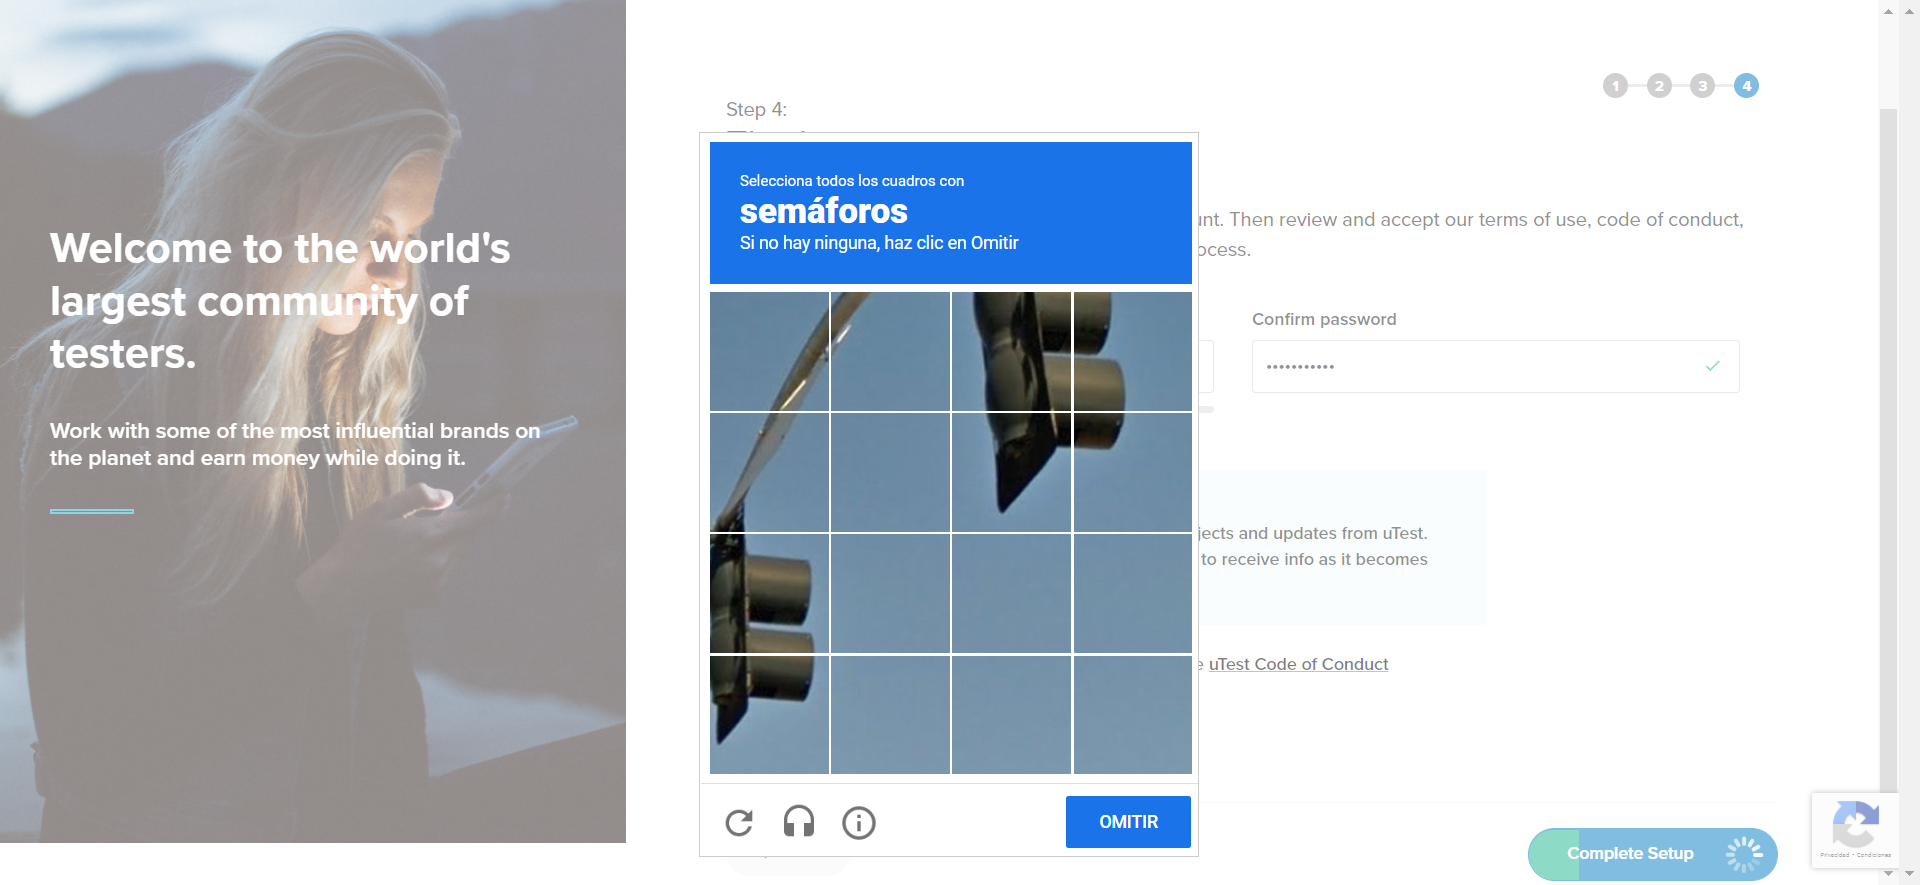 Welcome to the world's
largest community of
testers.
Work with some of the most influential brands on
the planet and earn money while doing it.
1 2 3 4
Step 4:
Selecciona todos los cuadros con
semáforos
Si no hay ninguna, haz clic en Omitir
unt. Then review and accept our terms of use, code of conduct,
ocess.
Confirm password
•••••••••••
jects and updates from uTest.
to receive info as it becomes
e uTest Code of Conduct
OMITIR
Complete Setup
Privacidad - Condiciones